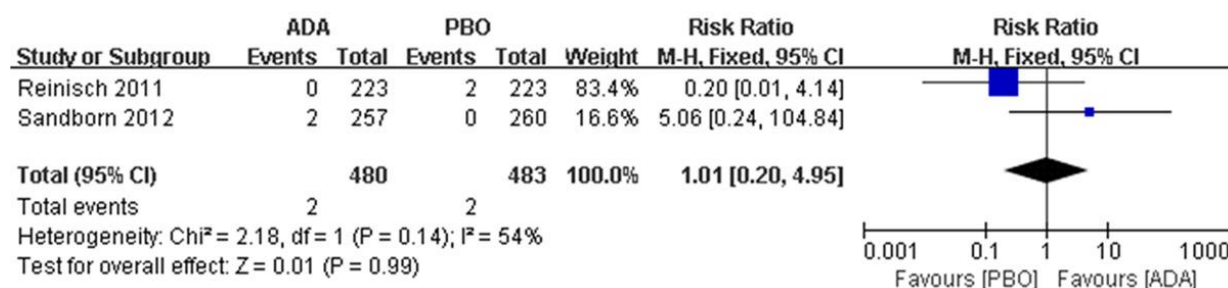 ADA PBO Risk Ratio Risk Ratio
Study or Subgroup Events Total Events Total Weight M-H, Fixed, 95% CI M-H, Fixed, 95% CI
Reinisch 2011 0 223 2 223 83.4% 0.20 [0.01, 4.14]
Sandborn 2012 2 257 0 260 16.6% 5.06 [0.24, 104.84]
Total (95% CI) 480 483 100.0% 1.01 [0.20, 4.95]
Total events 2 2
Heterogeneity: Chi² = 2.18, df = 1 (P = 0.14); I² = 54%
Test for overall effect: Z = 0.01 (P = 0.99)
0.001 0.1 1 10 1000
Favours [PBO] Favours [ADA]